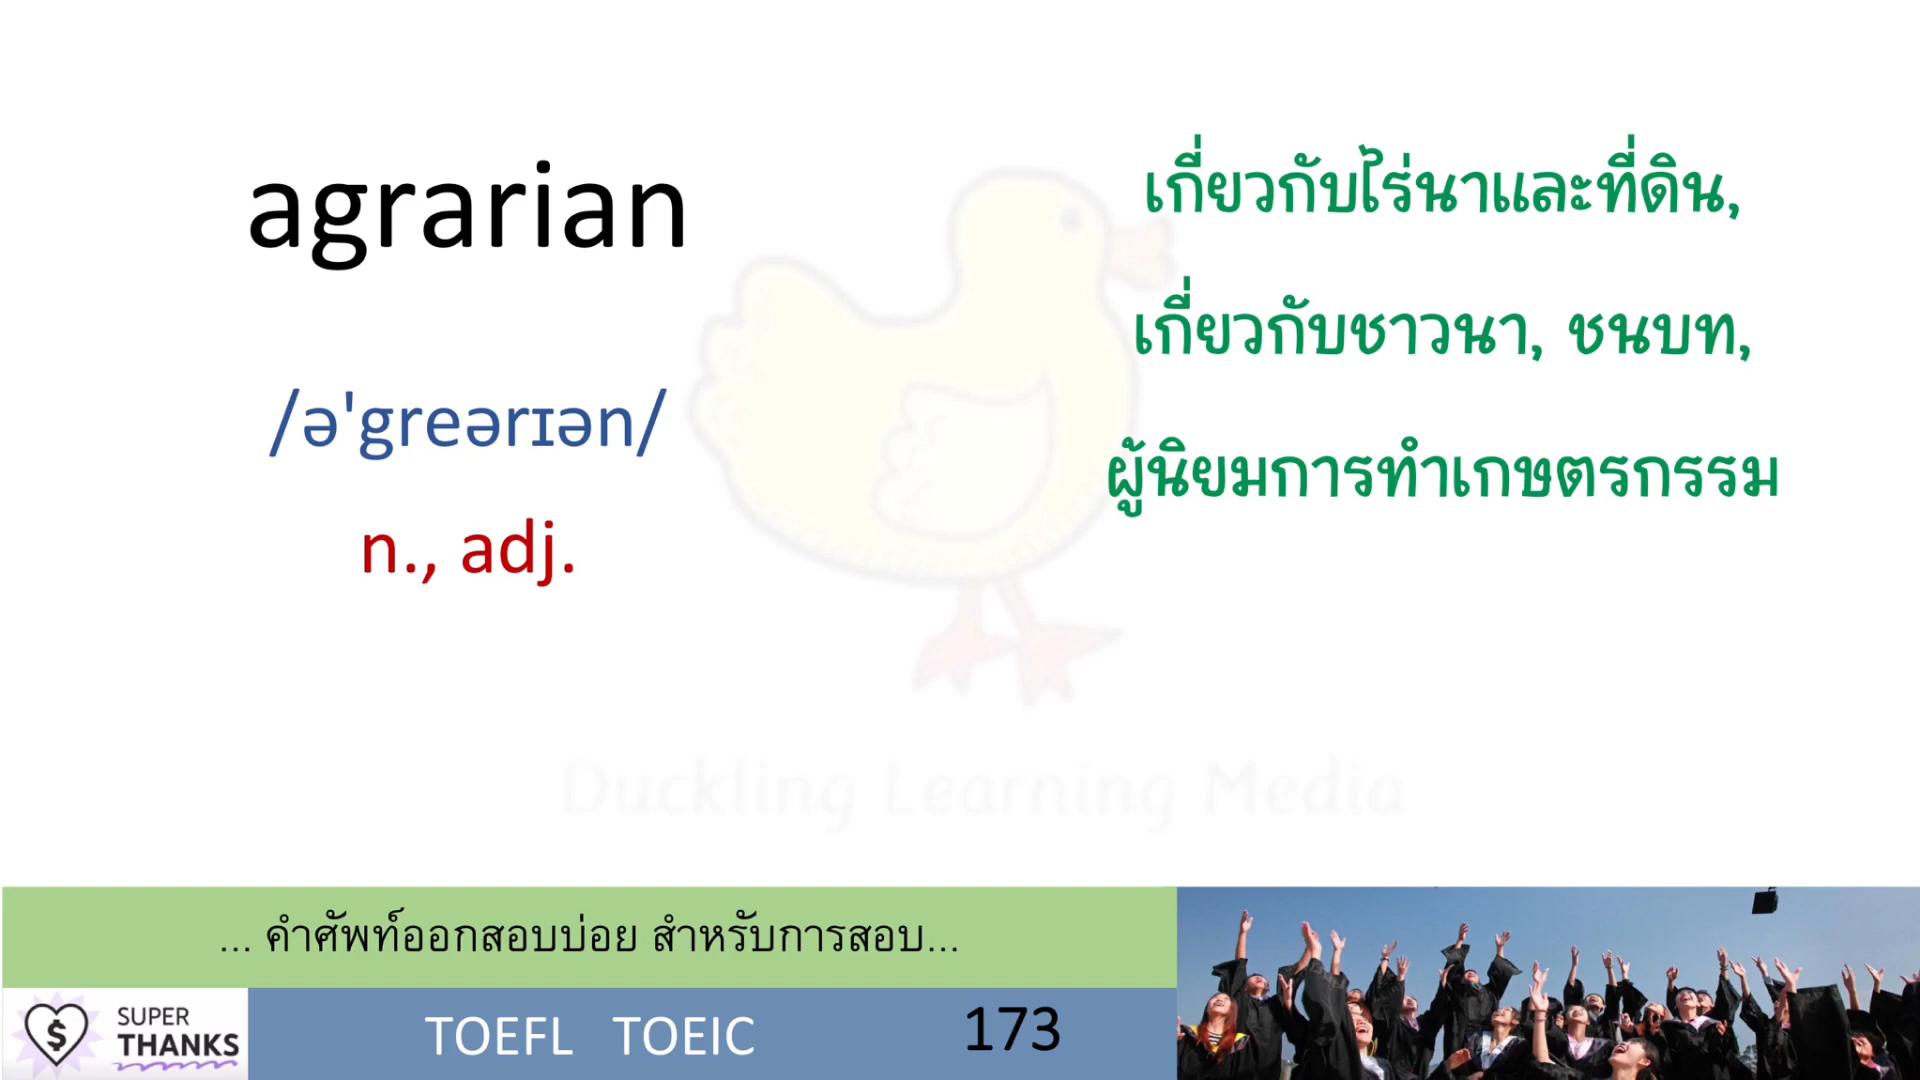 agrarian
/ə'greərɪən/
n., adj.
เกี่ยวกับไร่นาและที่ดิน,
เกี่ยวกับชาวนา, ชนบท,
ผู้นิยมการทำเกษตรกรรม
Duckling Learning Media
... คำศัพท์ออกสอบบ่อย สำหรับการสอบ...
SUPER
THANKS
$
TOEFL TOEIC
173